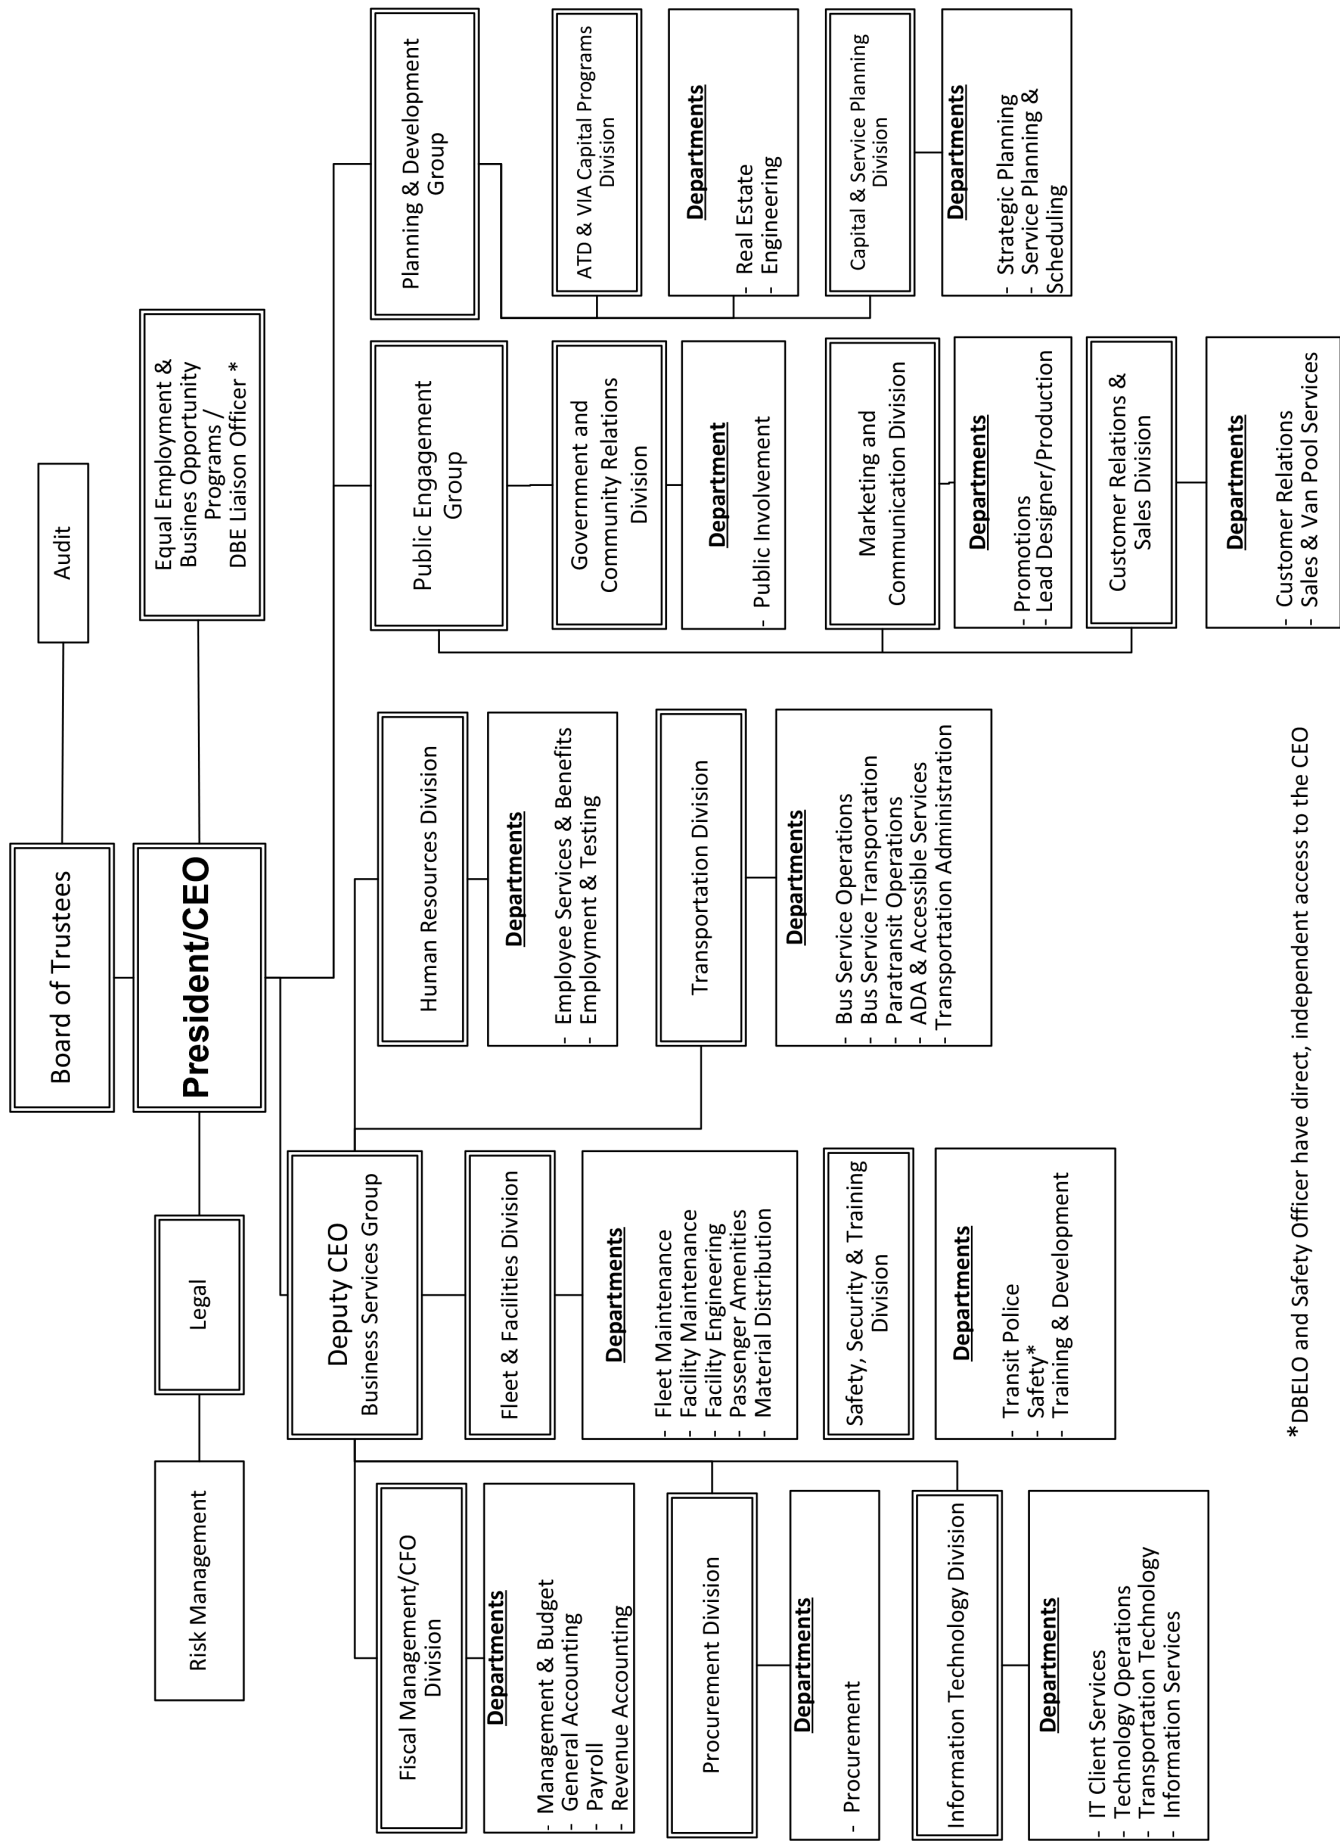 Board of Trustees
Audit
President/CEO
Equal Employment &
Busines Opportunity
Programs /
DBE Liaison Officer *
Legal
Risk Management
Deputy CEO
Business Services Group
Public Engagement
Group
Planning & Development
Group
Fiscal Management/CFO
Division
Departments
- Management & Budget
- General Accounting
- Payroll
- Revenue Accounting
Procurement Division
Departments
- Procurement
Information Technology Division
Departments
- IT Client Services
- Technology Operations
- Transportation Technology
- Information Services
Fleet & Facilities Division
Departments
- Fleet Maintenance
- Facility Maintenance
- Facility Engineering
- Passenger Amenities
- Material Distribution
Safety, Security & Training
Division
Departments
- Transit Police
- Safety*
- Training & Development
Human Resources Division
Departments
- Employee Services & Benefits
- Employment & Testing
Transportation Division
Departments
- Bus Service Operations
- Bus Service Transportation
- Paratransit Operations
- ADA & Accessible Services
- Transportation Administration
Government and
Community Relations
Division
Department
- Public Involvement
Marketing and
Communication Division
Departments
- Promotions
- Lead Designer/Production
Customer Relations &
Sales Division
Departments
- Customer Relations
- Sales & Van Pool Services
ATD & VIA Capital Programs
Division
Departments
- Real Estate
- Engineering
Capital & Service Planning
Division
Departments
- Strategic Planning
- Service Planning &
Scheduling
*DBELO and Safety Officer have direct, independent access to the CEO